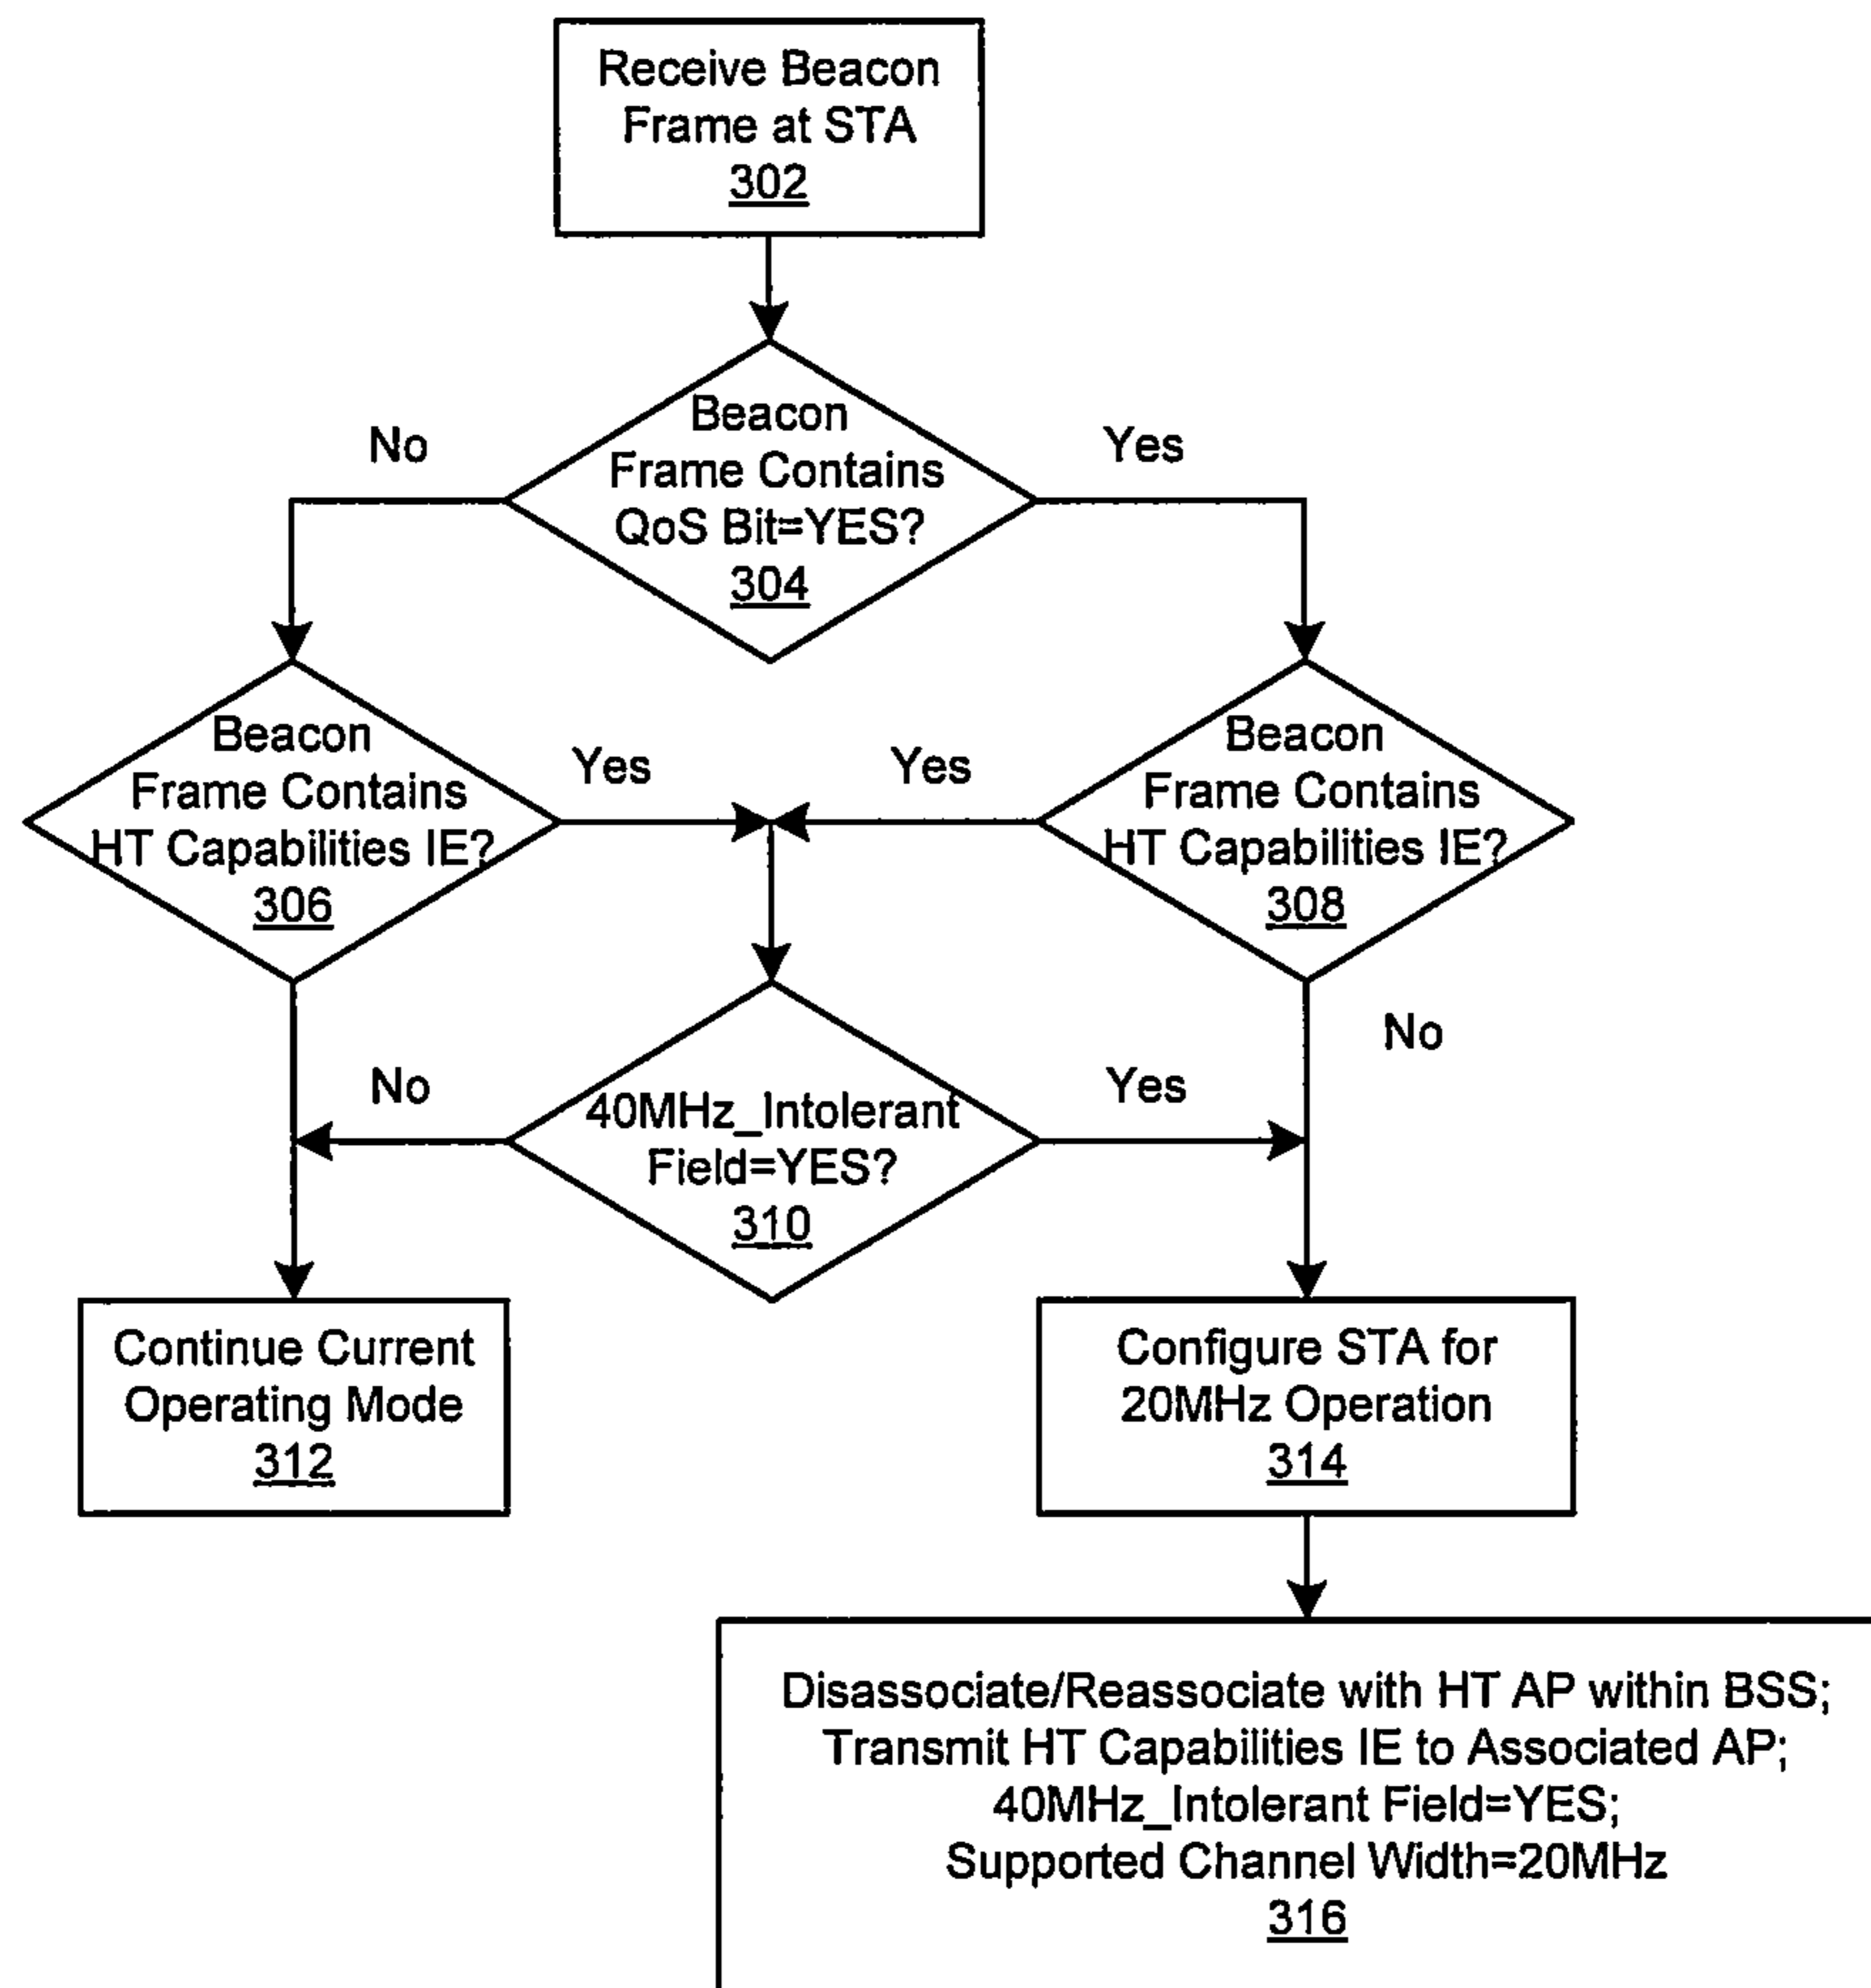 Receive Beacon
Frame at STA
302
Beacon
Frame Contains
QoS Bit=YES?
304
No
Yes
Beacon
Frame Contains
HT Capabilities IE?
306
Yes
Yes
Beacon
Frame Contains
HT Capabilities IE?
308
No
No
40MHz_Intolerant
Field=YES?
310
Yes
Continue Current
Operating Mode
312
Configure STA for
20MHz Operation
314
Disassociate/Reassociate with HT AP within BSS;
Transmit HT Capabilities IE to Associated AP;
40MHz_Intolerant Field=YES;
Supported Channel Width=20MHz
316